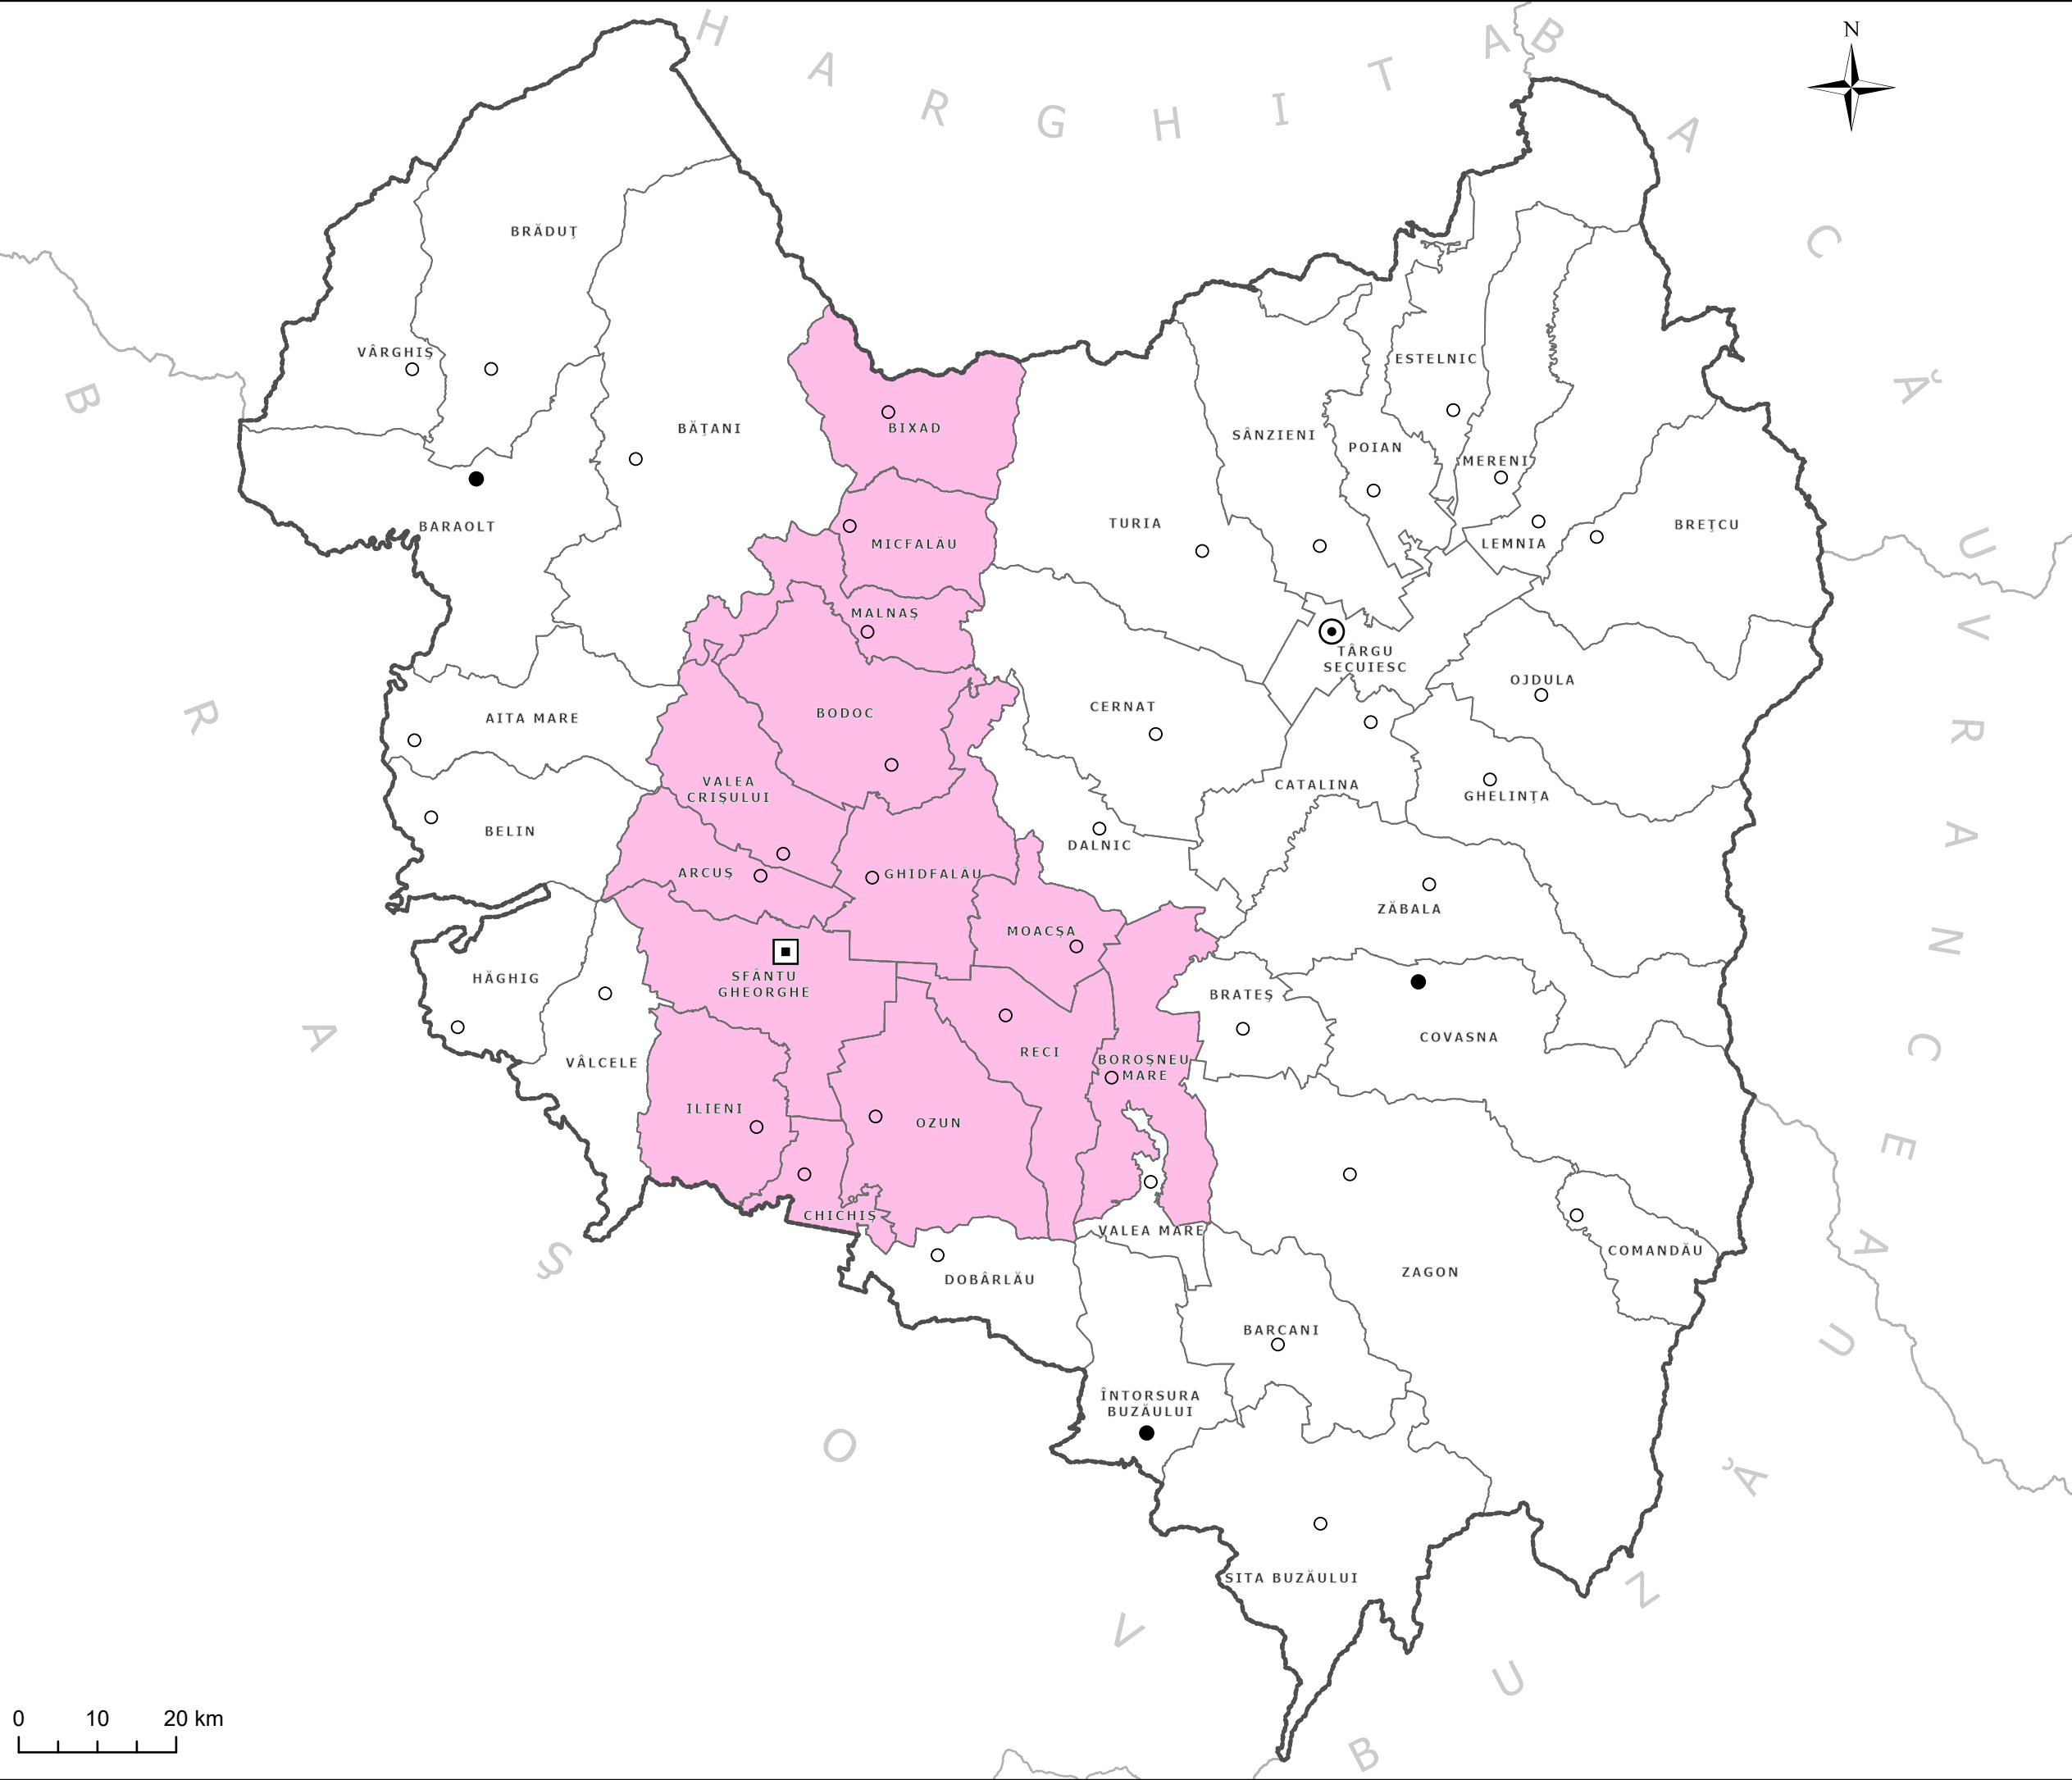 HARGHITA
BACĂU
VRANCEA
BUZĂU
BRAŞOV
N
BRĂDUŢ
VÂRGHIŞ
BĂŢANI
BIXAD
BARAOLT
MICFALĂU
MALNAŞ
TURIA
SÂNZIENI
POIAN
ESTELNIC
MERENI
LEMNIA
BREŢCU
TÂRGU
SECUIESC
OJDULA
AITA MARE
BODOC
CERNAT
VALEA
CRIŞULUI
CATALINA
GHELINŢA
BELIN
DALNIC
ARCUŞ
GHIDFALĂU
ZĂBALA
MOACŞA
HĂGHIG
SFÂNTU
GHEORGHE
BRATEŞ
COVASNA
VÂLCELE
RECI
BOROŞNEU
MARE
ILIENI
OZUN
CHICHIŞ
VALEA MARE
COMANDĂU
DOBÂRLĂU
ZAGON
BARCANI
ÎNTORSURA
BUZĂULUI
SITA BUZĂULUI
0 10 20 km